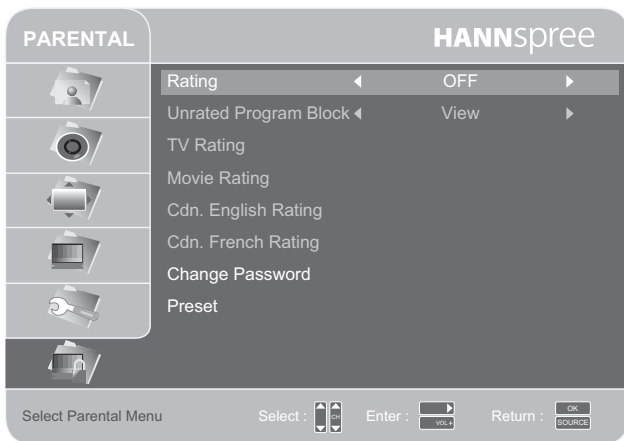 PARENTAL
HANNspree
Rating OFF
Unrated Program Block View
TV Rating
Movie Rating
Cdn. English Rating
Cdn. French Rating
Change Password
Preset
Select Parental Menu Select : CH Enter : VOL+ Return : OK SOURCE